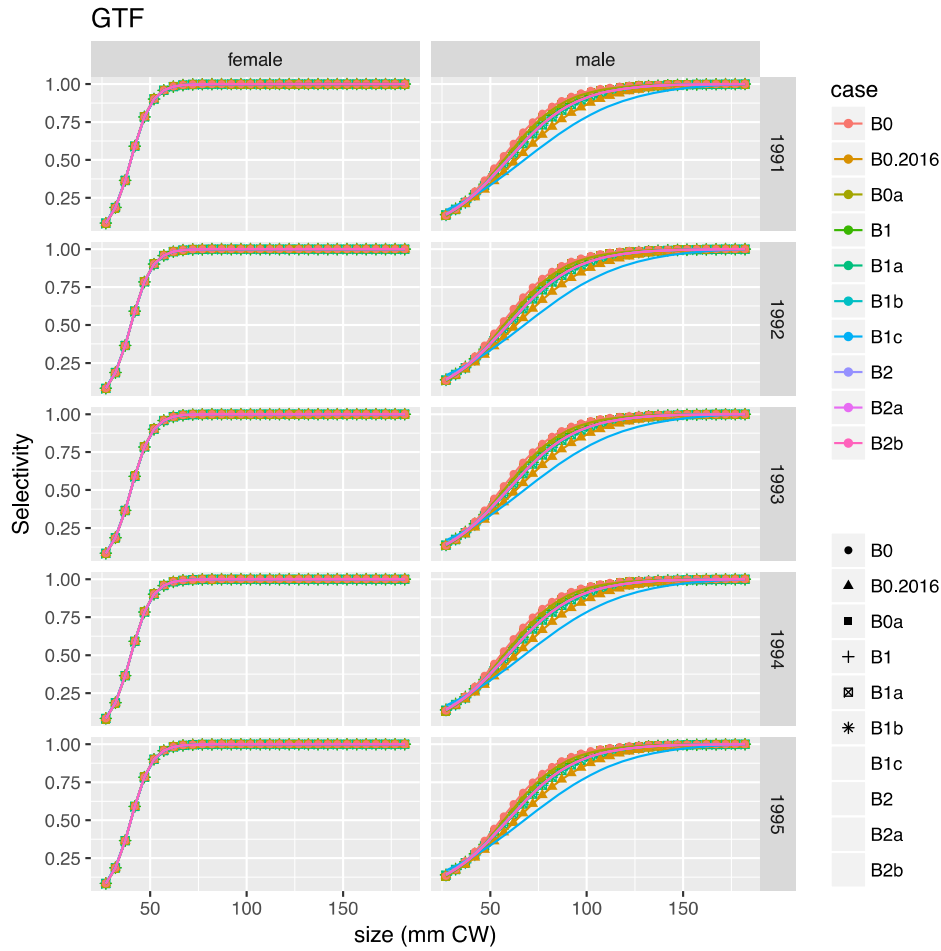 GTF
female
male
1.00
0.75
0.50
0.25
1991
1.00
0.75
0.50
0.25
1992
1.00
0.75
0.50
0.25
1993
1.00
0.75
0.50
0.25
1994
1.00
0.75
0.50
0.25
1995
Selectivity
50
100
150
50
100
150
size (mm CW)
case
B0
B0.2016
B0a
B1
B1a
B1b
B1c
B2
B2a
B2b
B0
B0.2016
B0a
B1
B1a
B1b
B1c
B2
B2a
B2b